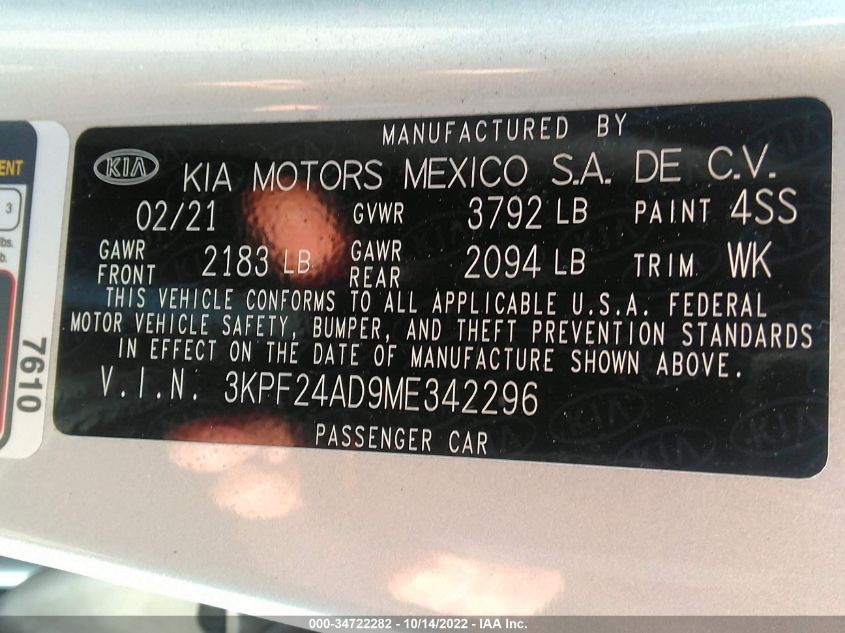 MANUFACTURED BY
KIA KIA MOTORS MEXICO S.A. DE C.V.
02/21 GVWR 3792 LB PAINT 4SS
GAWR FRONT 2183 LB GAWR REAR 2094 LB TRIM WK
THIS VEHICLE CONFORMS TO ALL APPLICABLE U.S.A. FEDERAL
MOTOR VEHICLE SAFETY, BUMPER, AND THEFT PREVENTION STANDARDS
IN EFFECT ON THE DATE OF MANUFACTURE SHOWN ABOVE.
V.I.N. 3KPF24AD9ME342296
PASSENGER CAR
3
lbs.
7610
000-34722282 - 10/14/2022 - IAA Inc.